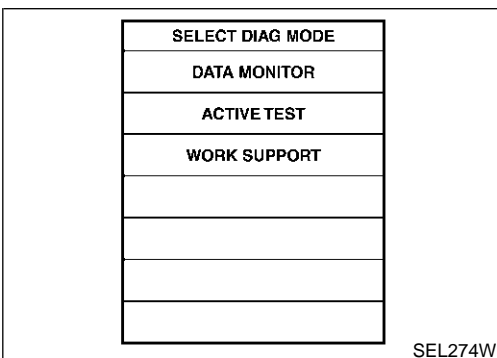 SELECT DIAG MODE
DATA MONITOR
ACTIVE TEST
WORK SUPPORT
SEL274W